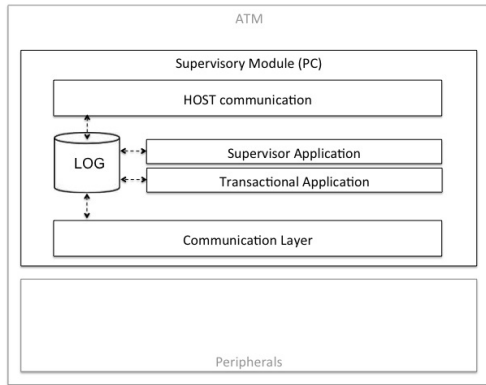 ATM
Supervisory Module (PC)
HOST communication
LOG
Supervisor Application
Transactional Application
Communication Layer
Peripherals